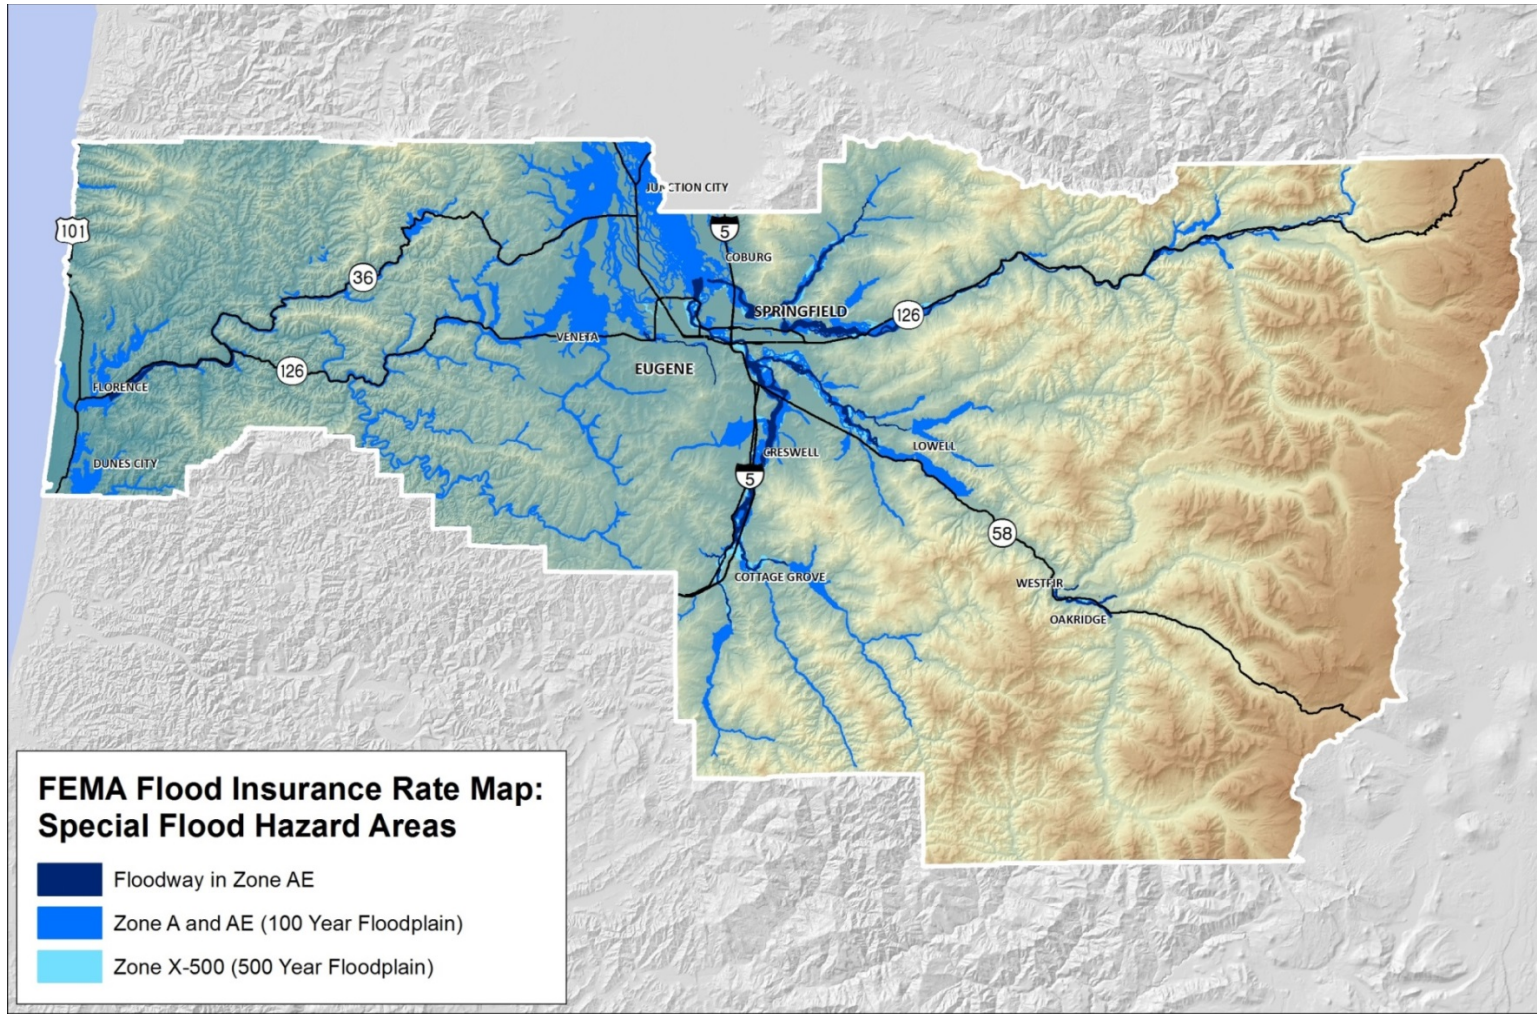 JUNCTION CITY
101
5
COBURG
36
SPRINGFIELD
126
VENETA
EUGENE
126
FLORENCE
LOWELL
CRESWELL
DUNES CITY
5
58
COTTAGE GROVE
WESTFIR
OAKRIDGE
FEMA Flood Insurance Rate Map:
Special Flood Hazard Areas
Floodway in Zone AE
Zone A and AE (100 Year Floodplain)
Zone X-500 (500 Year Floodplain)